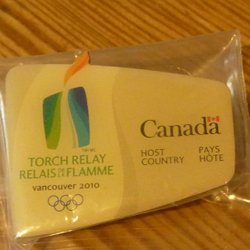 TORCH RELAY
RELAIS DE LA FLAMME
vancouver 2010
Canada
HOST COUNTRY
PAYS HÔTE